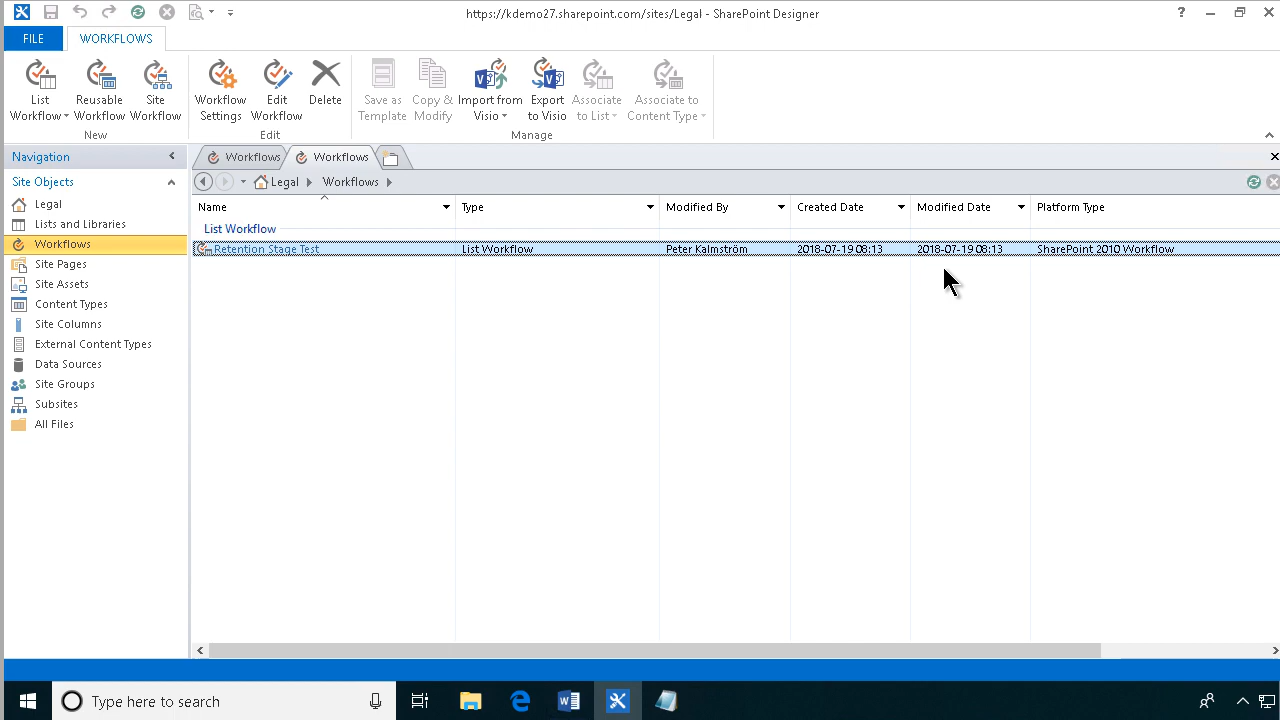 https://kdemo27.sharepoint.com/sites/Legal - SharePoint Designer
?
FILE
WORKFLOWS
List Workflow
Reusable Workflow
Site Workflow
Workflow Settings
Edit Workflow
Delete
Save as Template
Copy & Modify
Import from Visio
Export to Visio
Associate to List
Associate to Content Type
New
Edit
Manage
Navigation
Workflows
Workflows
Site Objects
Legal
Workflows
Legal
Lists and Libraries
Workflows
Site Pages
Site Assets
Content Types
Site Columns
External Content Types
Data Sources
Site Groups
Subsites
All Files
Name
Type
Modified By
Created Date
Modified Date
Platform Type
List Workflow
Retention Stage Test
List Workflow
Peter Kalmström
2018-07-19 08:13
2018-07-19 08:13
SharePoint 2010 Workflow
Type here to search